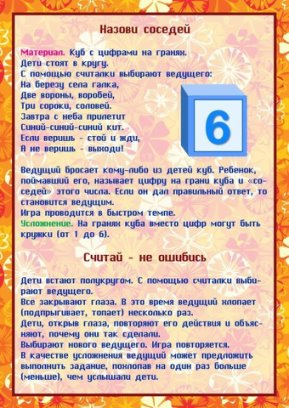 Назови соседей
Материал. Куб с цифрами на гранях.
Дети стоят в кругу.
С помощью считалки выбирают ведущего:
На березу села галка,
Две вороны, воробей,
Три сороки, соловей.
Завтра с неба прилетит
Синий-синий-синий кит.
Если веришь - стой и жди,
А не веришь - выходи!
6
Ведущий бросает кому-либо из детей куб. Ребенок,
поймавший его, называет цифру на грани куба и «со-
седей» этого числа. Если он дал правильный ответ, то
становится ведущим.
Игра проводится в быстром темпе.
Усложнение. На гранях куба вместо цифр могут быть
кружки (от 1 до 6).
Считай - не ошибись
Дети встают полукругом. С помощью считалки выби-
рают ведущего.
Все закрывают глаза. В это время ведущий хлопает
(подпрыгивает, топает) несколько раз.
Дети, открыв глаза, повторяют его действия и объяс-
няют, почему они так сделали.
Выбирают нового ведущего. Игра повторяется.
В качестве усложнения ведущий может предложить
выполнить задание, похлопав на один раз больше
(меньше), чем услышали дети.